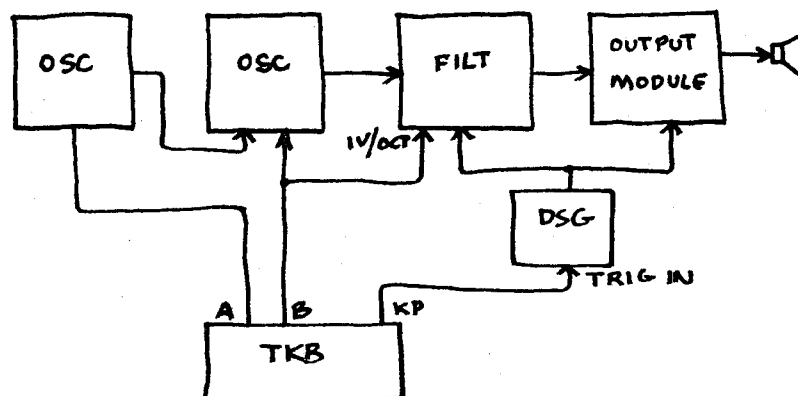 OSC
OSC
FILT
OUTPUT
MODULE
1V/OCT
DSG
TRIG IN
A
B
KP
TKB